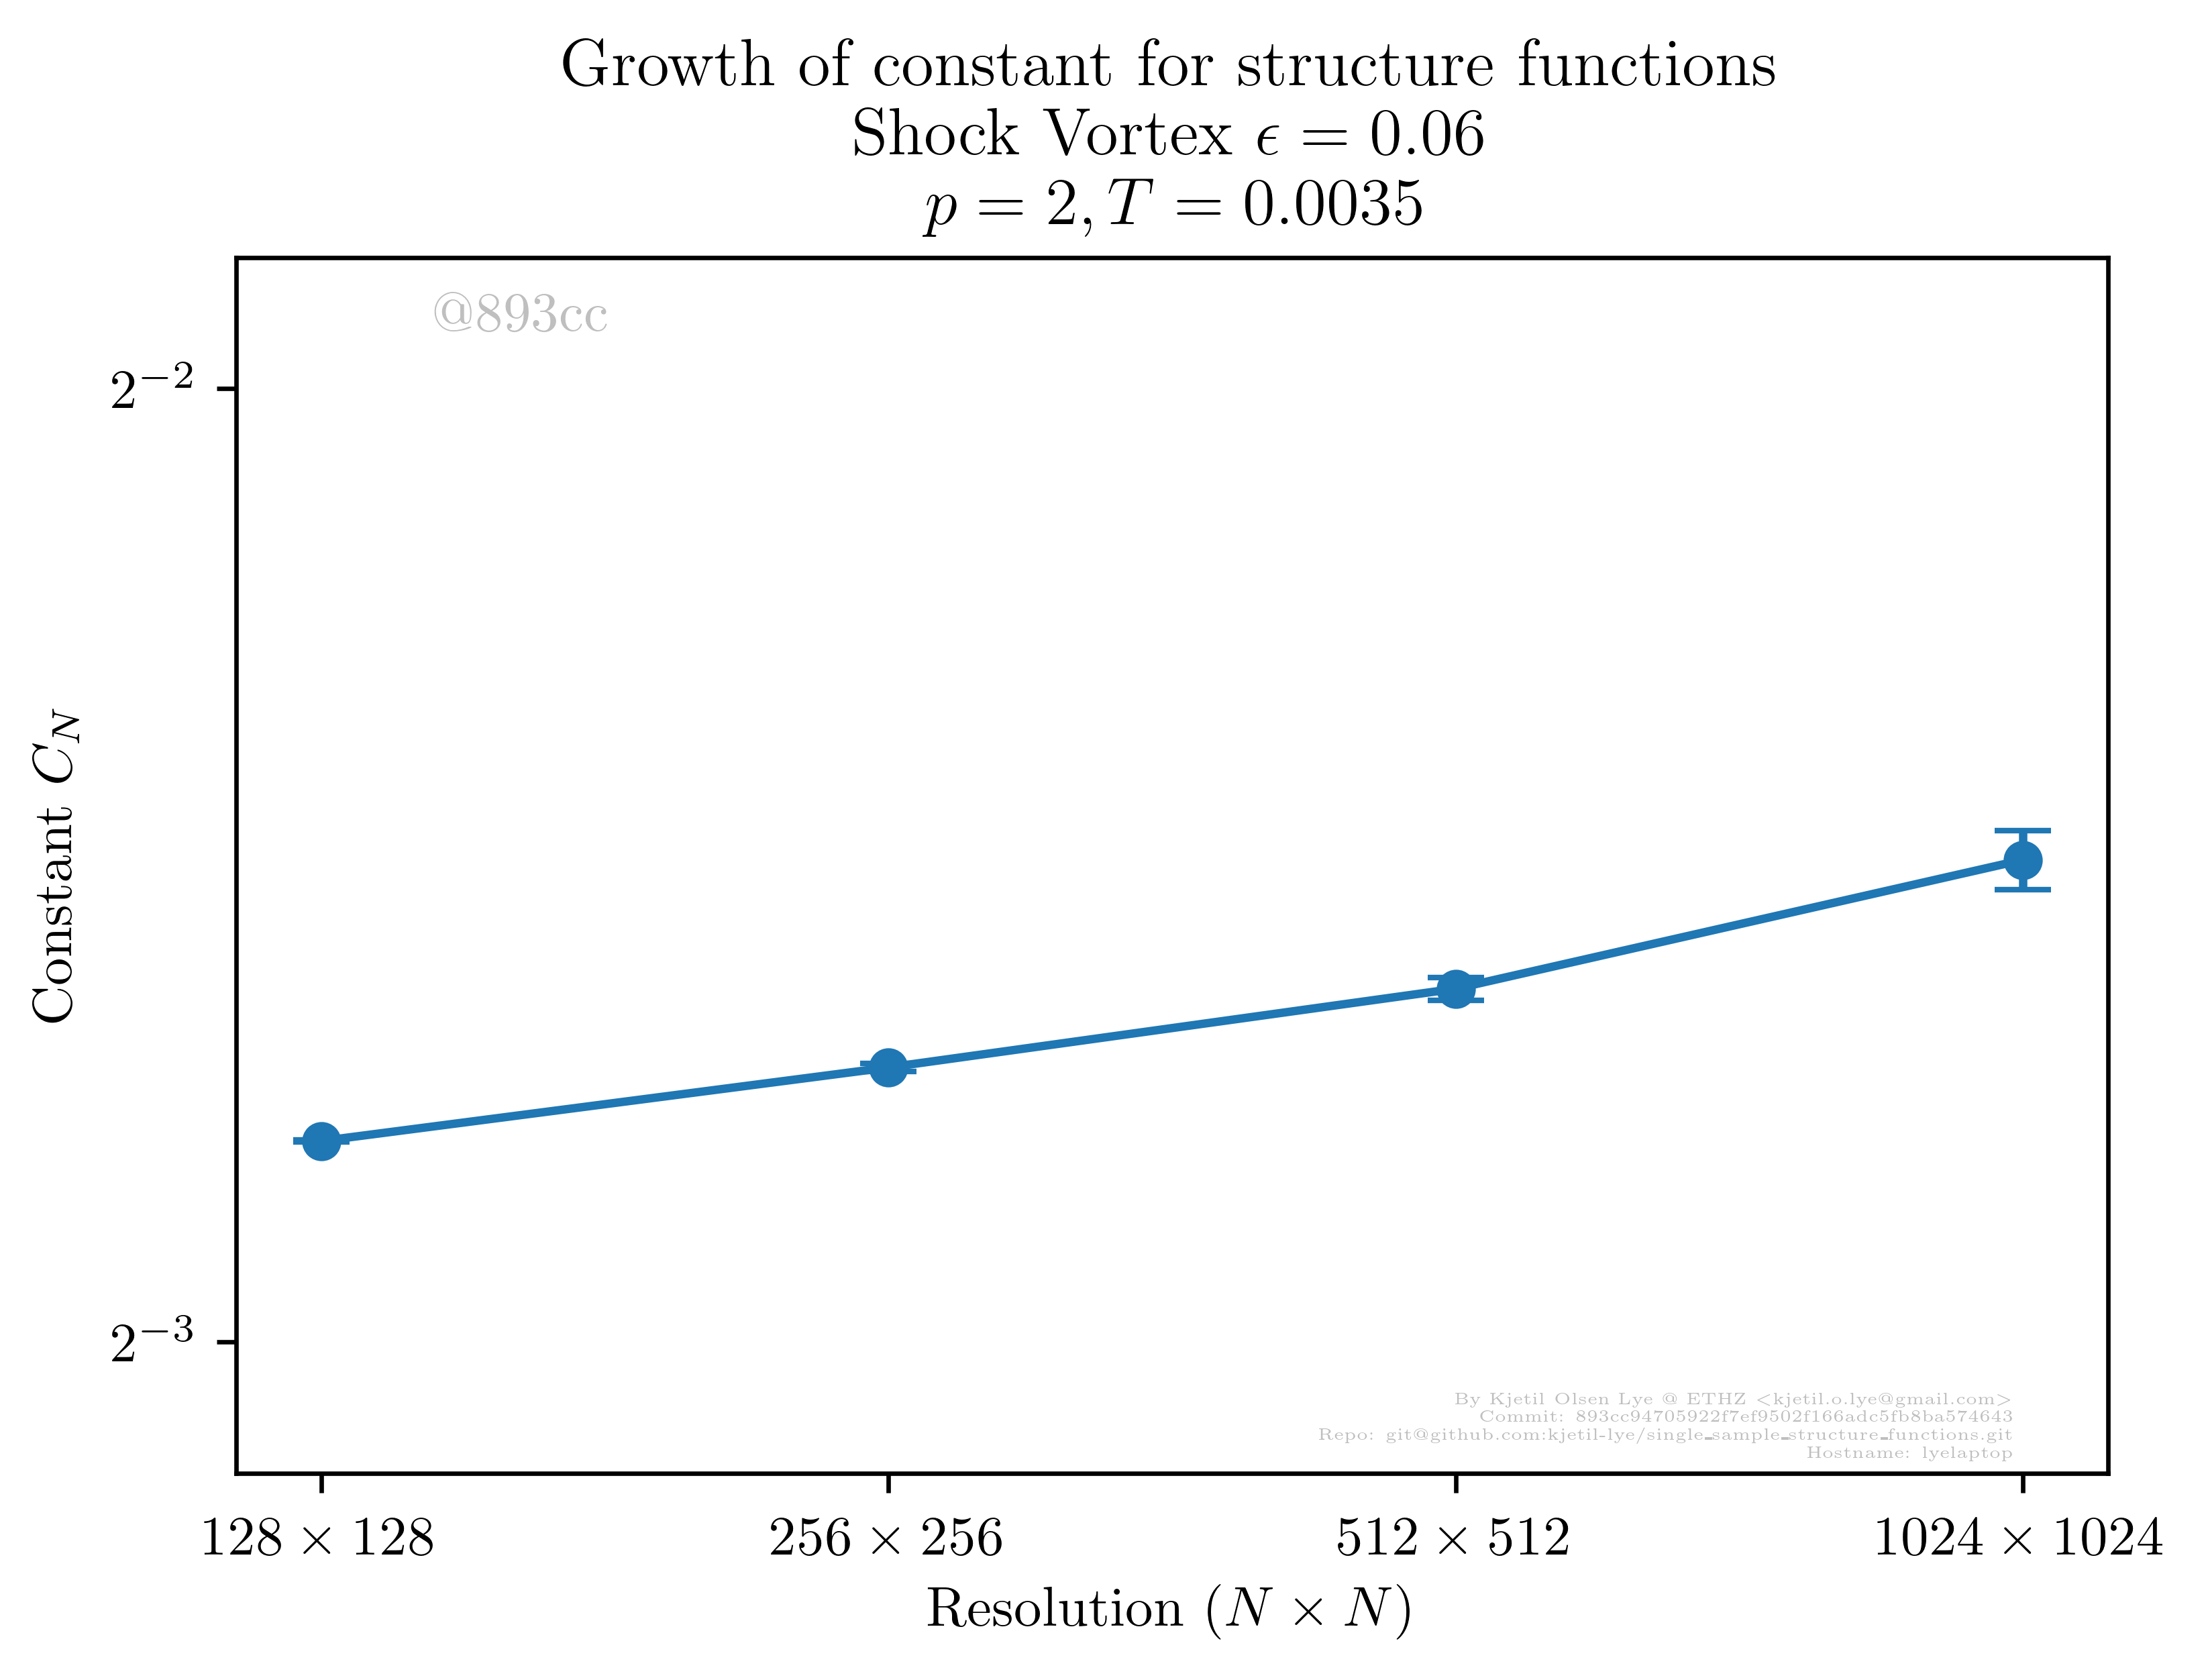 Growth of constant for structure functions
Shock Vortex ϵ = 0.06
p = 2, T = 0.0035
@893cc
2⁻²
Constant C_N
2⁻³
By Kjetil Olsen Lye @ ETHZ <kjetil.o.lye@gmail.com>
Commit: 893cc94705922f7ef9502f166adc5fb8ba574643
Repo: git@github.com:kjetil-lye/single_sample_structure_functions.git
Hostname: lyelaptop
128 × 128 256 × 256 512 × 512 1024 × 1024
Resolution (N × N)